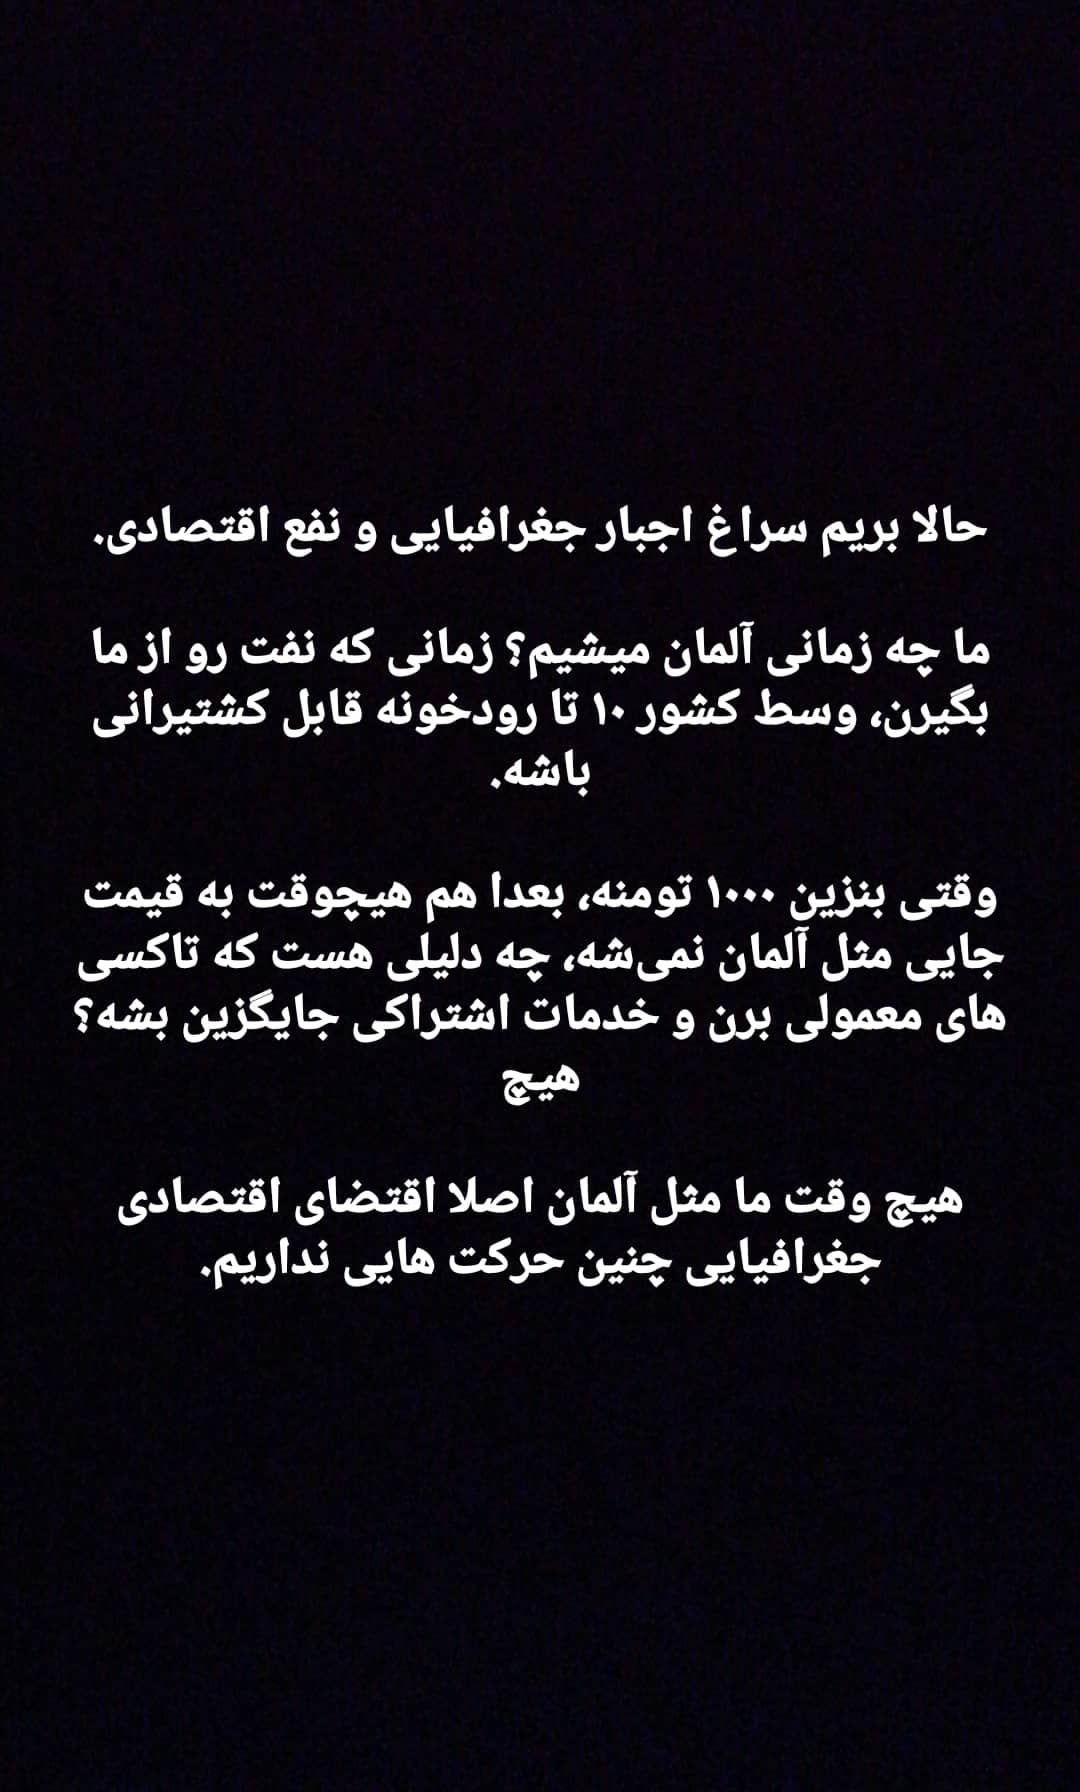 حالا بریم سراغ اجبار جغرافیایی و نفع اقتصادی.
ما چه زمانی آلمان میشیم؟ زمانی که نفت رو از ما
بگیرن، وسط کشور ۱۰ تا رودخونه قابل کشتیرانی
باشه.
وقتی بنزین ۱۰۰۰ تومنه، بعدا هم هیچوقت به قیمت
جایی مثل آلمان نمی‌شه، چه دلیلی هست که تاکسی
های معمولی برن و خدمات اشتراکی جایگزین بشه؟
هیچ
هیچ وقت ما مثل آلمان اصلا اقتضای اقتصادی
جغرافیایی چنین حرکت هایی نداریم.